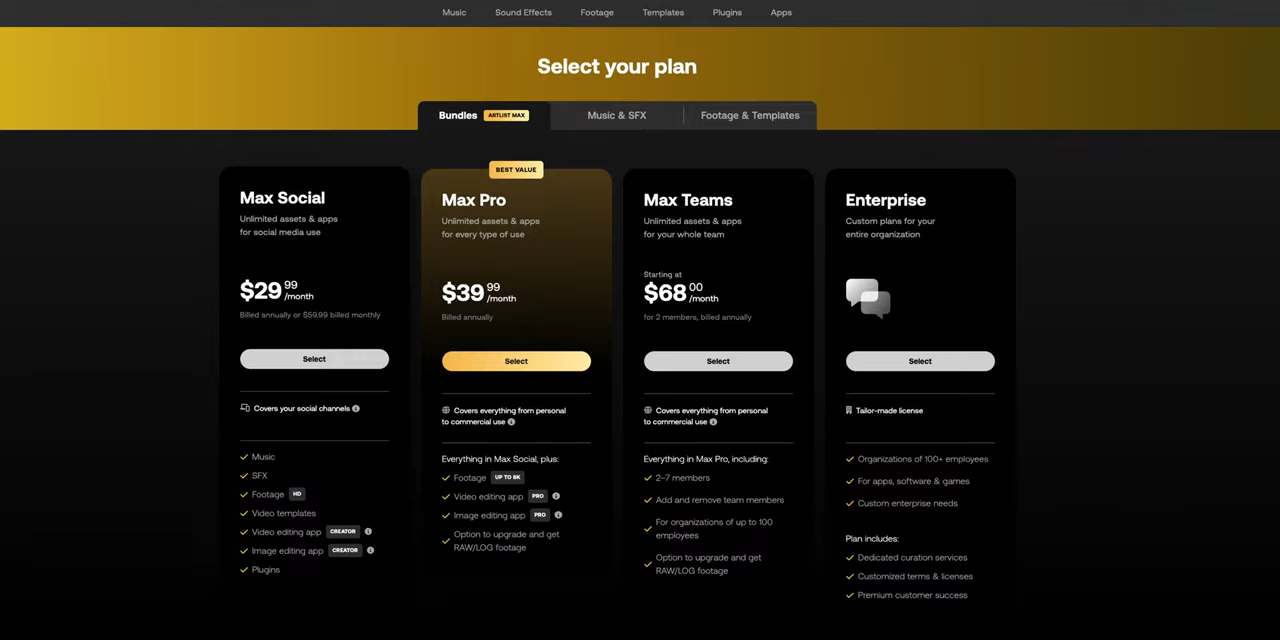 Music Sound Effects Footage Templates Plugins Apps
Select your plan
Bundles ARTLIST MAX Music & SFX Footage & Templates
Max Social
Unlimited assets & apps
for social media use
$29 99 /month
Billed annually or $59.99 billed monthly
Select
Covers your social channels
Music
SFX
Footage HD
Video templates
Video editing app CREATOR
Image editing app CREATOR
Plugins
BEST VALUE
Max Pro
Unlimited assets & apps
for every type of use
$39 99 /month
Billed annually
Select
Covers everything from personal
to commercial use
Everything in Max Social, plus:
Footage UP TO 8K
Video editing app PRO
Image editing app PRO
Option to upgrade and get
RAW/LOG footage
Max Teams
Unlimited assets & apps
for your whole team
Starting at
$68 00 /month
for 2 members, billed annually
Select
Covers everything from personal
to commercial use
Everything in Max Pro, including:
2–7 members
Add and remove team members
For organizations of up to 100
employees
Option to upgrade and get
RAW/LOG footage
Enterprise
Custom plans for your
entire organization
Select
Tailor-made license
Organizations of 100+ employees
For apps, software & games
Custom enterprise needs
Plan includes:
Dedicated curation services
Customized terms & licenses
Premium customer success